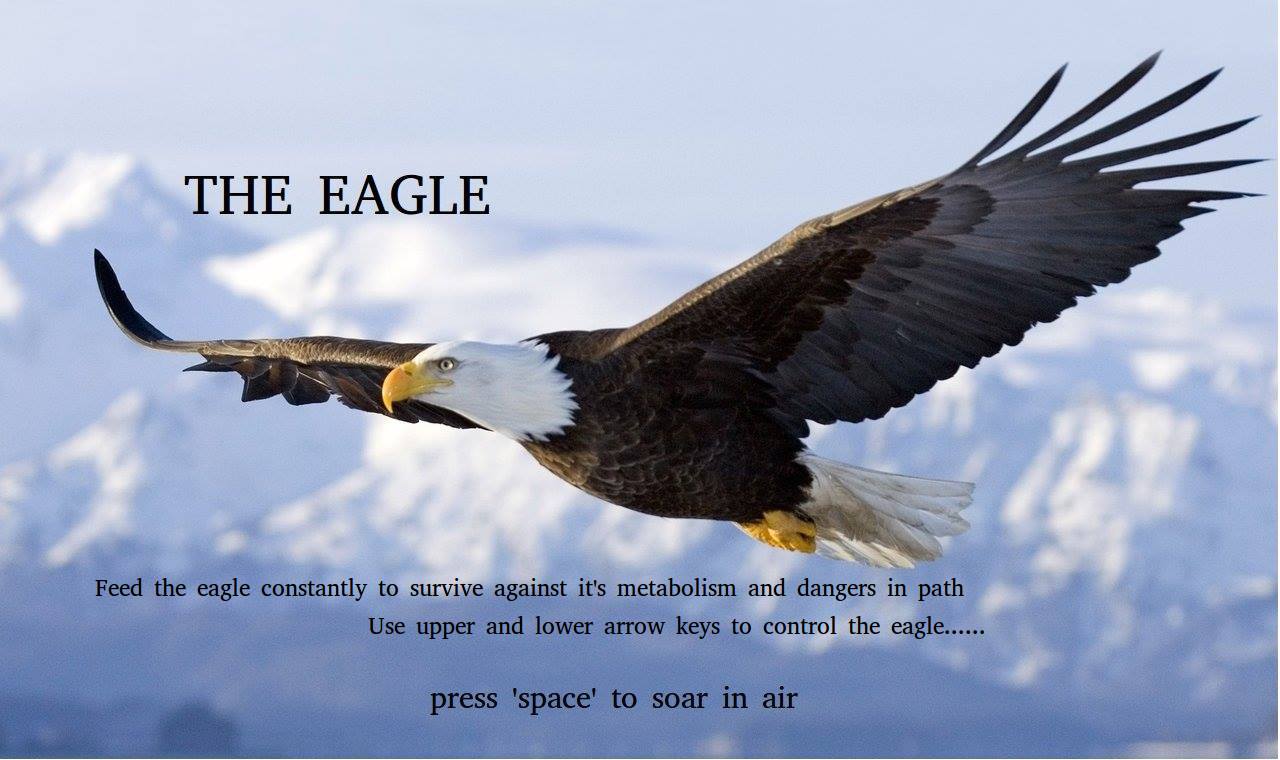 THE EAGLE
Feed the eagle constantly to survive against it's metabolism and dangers in path
Use upper and lower arrow keys to control the eagle......
press 'space' to soar in air